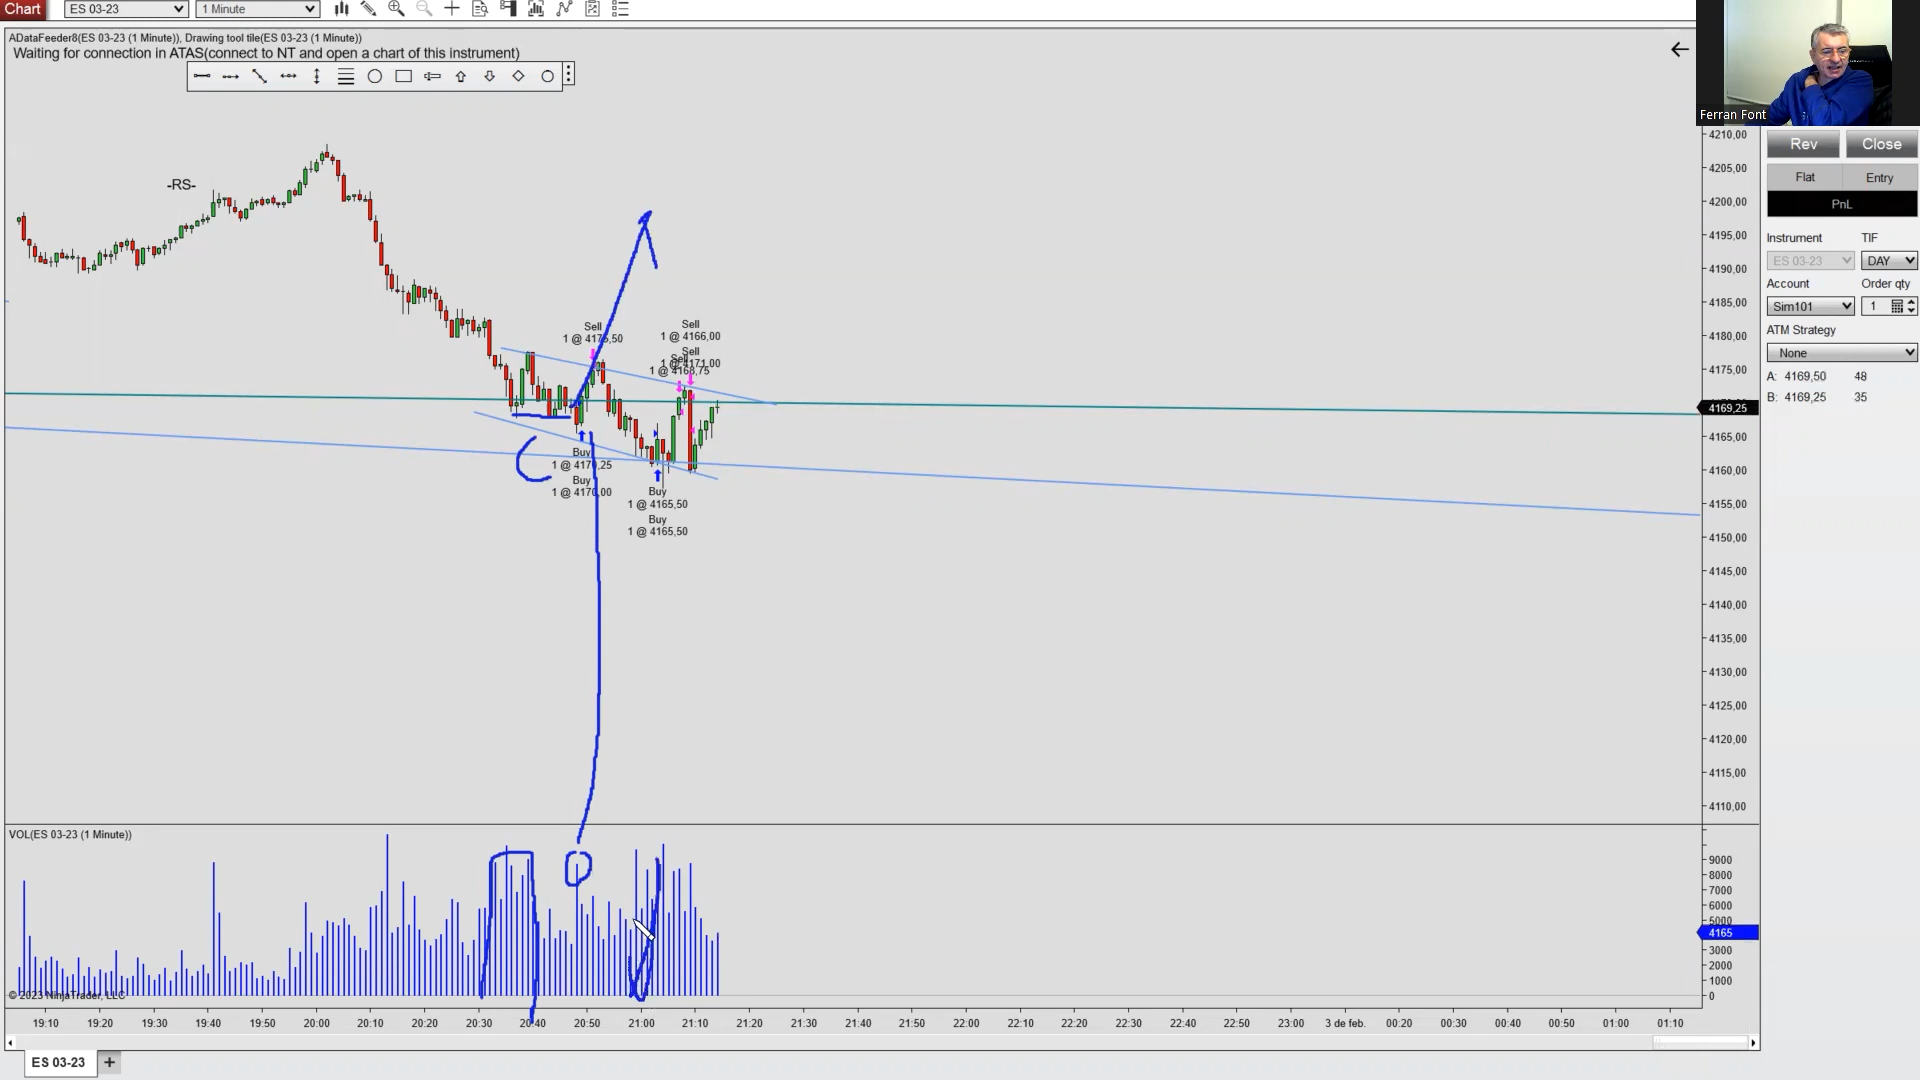 Chart ES 03-23 1 Minute
ADataFeeder8(ES 03-23 (1 Minute)), Drawing tool tile(ES 03-23 (1 Minute))
Waiting for connection in ATAS(connect to NT and open a chart of this instrument)
Ferran Font
-RS-
Sell
1 @ 4175,50
Sell
1 @ 4166,00
Sell
1 @ 4171,00
Sell
1 @ 4168,75
Buy
1 @ 4170,25
Buy
1 @ 4170,00
Buy
1 @ 4165,50
Buy
1 @ 4165,50
4210,00
4205,00
4200,00
4195,00
4190,00
4185,00
4180,00
4175,00
4169,25
4165,00
4160,00
4155,00
4150,00
4145,00
4140,00
4135,00
4130,00
4125,00
4120,00
4115,00
4110,00
Rev Close
Flat Entry
PnL
Instrument TIF
ES 03-23 DAY
Account Order qty
Sim101 1
ATM Strategy
None
A: 4169,50 48
B: 4169,25 35
VOL(ES 03-23 (1 Minute))
9000
8000
7000
6000
5000
4165
3000
2000
1000
0
© 2023 NinjaTrader, LLC
19:10 19:20 19:30 19:40 19:50 20:00 20:10 20:20 20:30 20:40 20:50 21:00 21:10 21:20 21:30 21:40 21:50 22:00 22:10 22:20 22:30 22:40 22:50 23:00 3 de feb. 00:20 00:30 00:40 00:50 01:00 01:10
ES 03-23 +